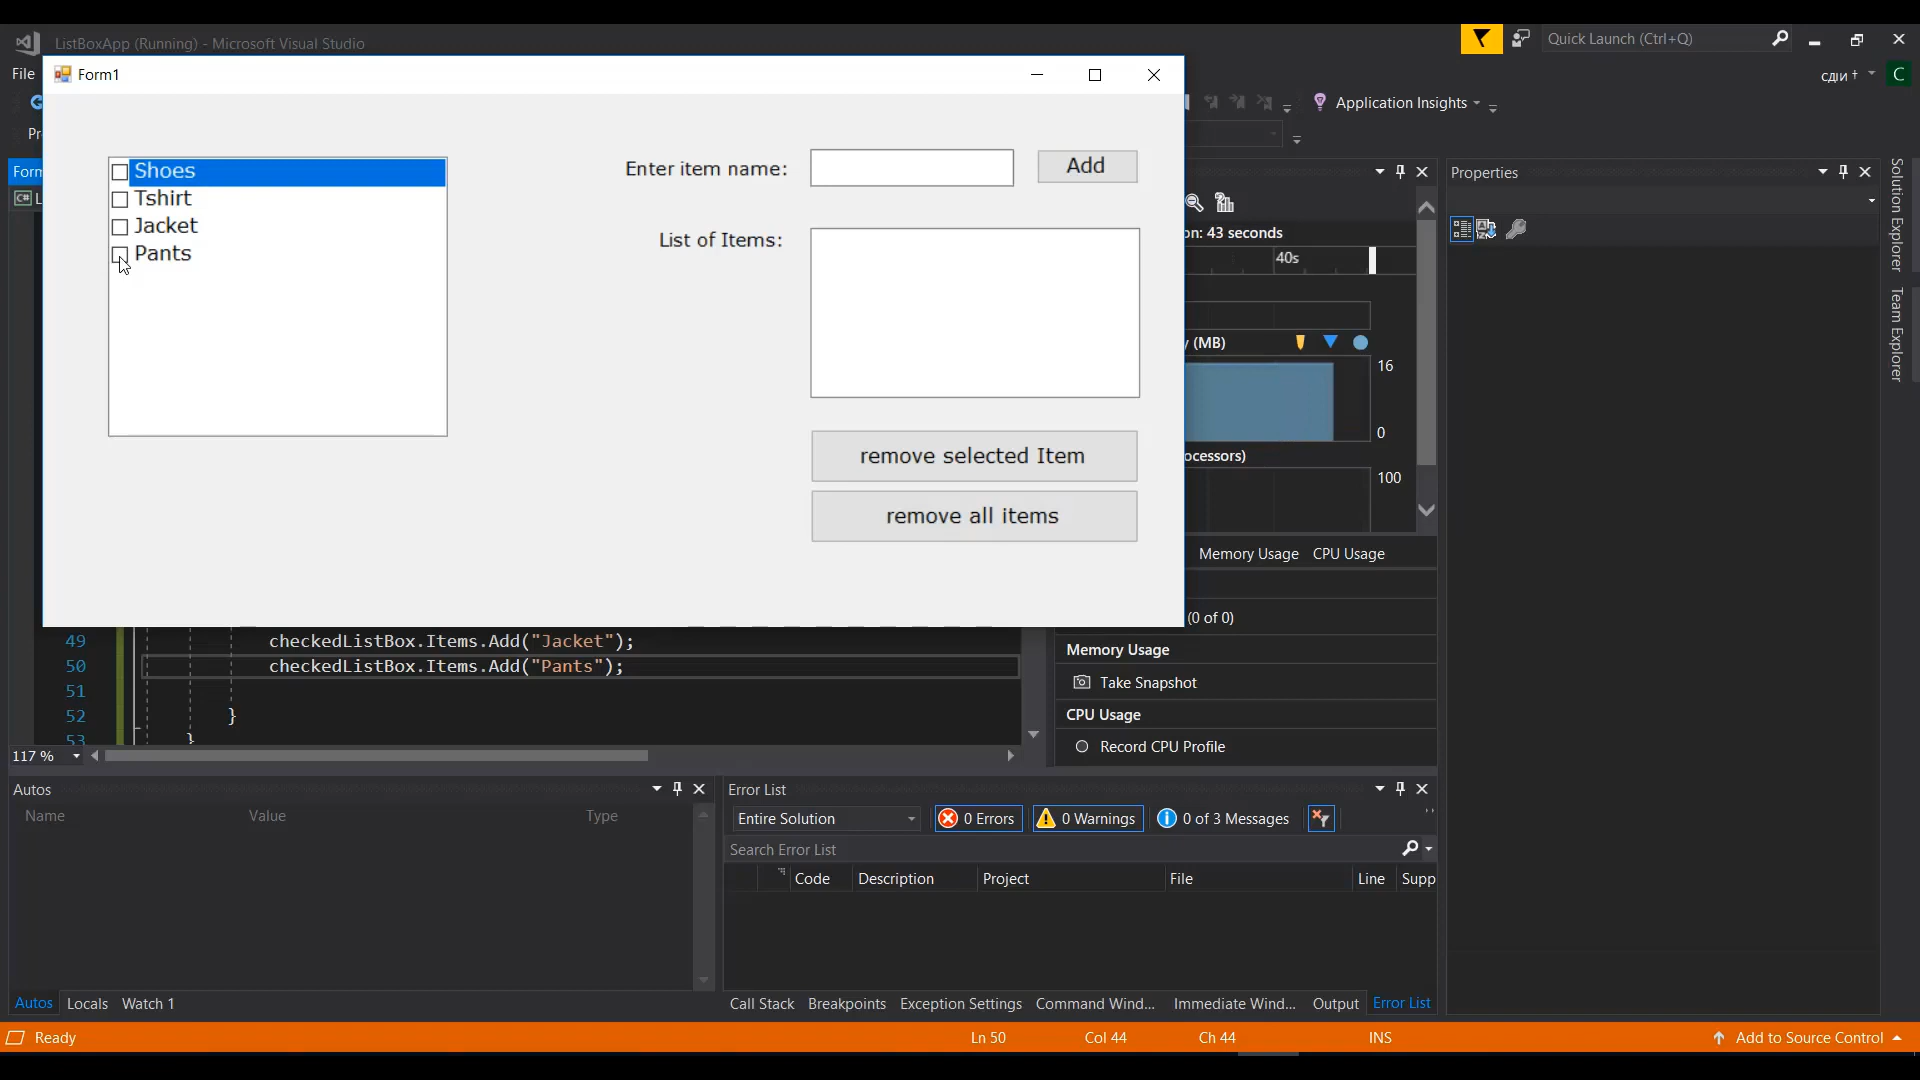 ListBoxApp (Running) - Microsoft Visual Studio
Quick Launch (Ctrl+Q)
File
Form1
C
Application Insights
Pr
Form
C#
L
Shoes
Tshirt
Jacket
Pants
Enter item name:
Add
List of Items:
remove selected Item
remove all items
on: 43 seconds
40s
y (MB)
16
0
ocessors)
100
Memory Usage
CPU Usage
(0 of 0)
Memory Usage
Take Snapshot
CPU Usage
Record CPU Profile
Properties
Solution Explorer
Team Explorer
49 checkedListBox.Items.Add("Jacket");
50 checkedListBox.Items.Add("Pants");
51
52 }
53 }
117 %
Autos
Name Value Type
Autos Locals Watch 1
Error List
Entire Solution
0 Errors
0 Warnings
0 of 3 Messages
Search Error List
Code Description Project File Line Supp
Call Stack Breakpoints Exception Settings Command Wind... Immediate Wind... Output Error List
Ready
Ln 50
Col 44
Ch 44
INS
Add to Source Control